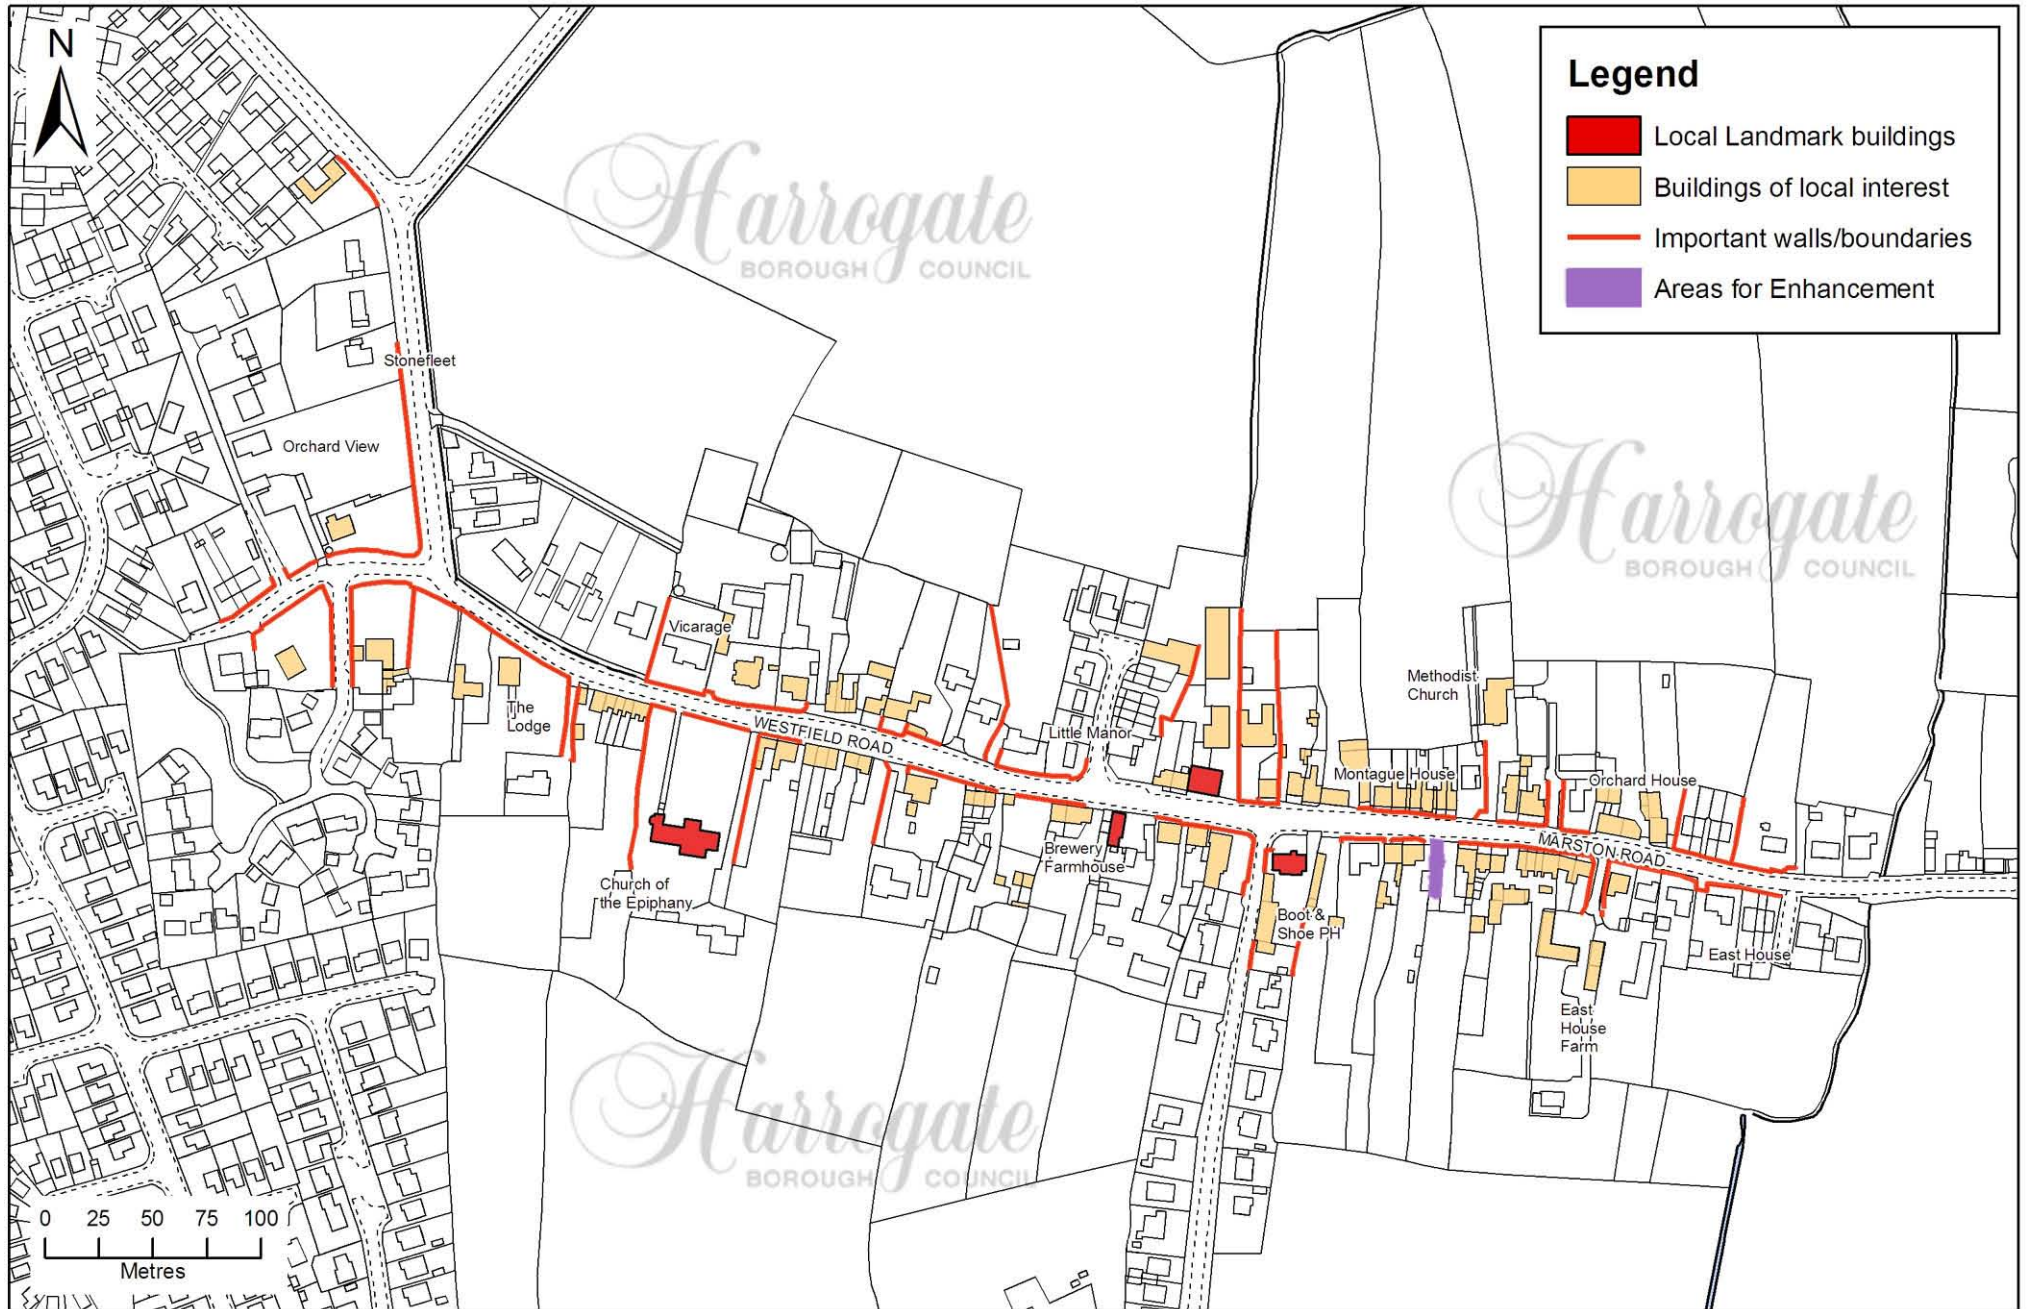 N
Legend
Local Landmark buildings
Buildings of local interest
Important walls/boundaries
Areas for Enhancement
Harrogate
BOROUGH COUNCIL
Stonefleet
Orchard View
Harrogate
BOROUGH COUNCIL
Vicarage
The
Lodge
WESTFIELD ROAD
Little Manor
Methodist
Church
Montague House
Orchard House
MARSTON ROAD
Brewery
Farmhouse
Church of
the Epiphany
Boot &
Shoe PH
East House
East
House
Farm
Harrogate
BOROUGH COUNCIL
0 25 50 75 100
Metres